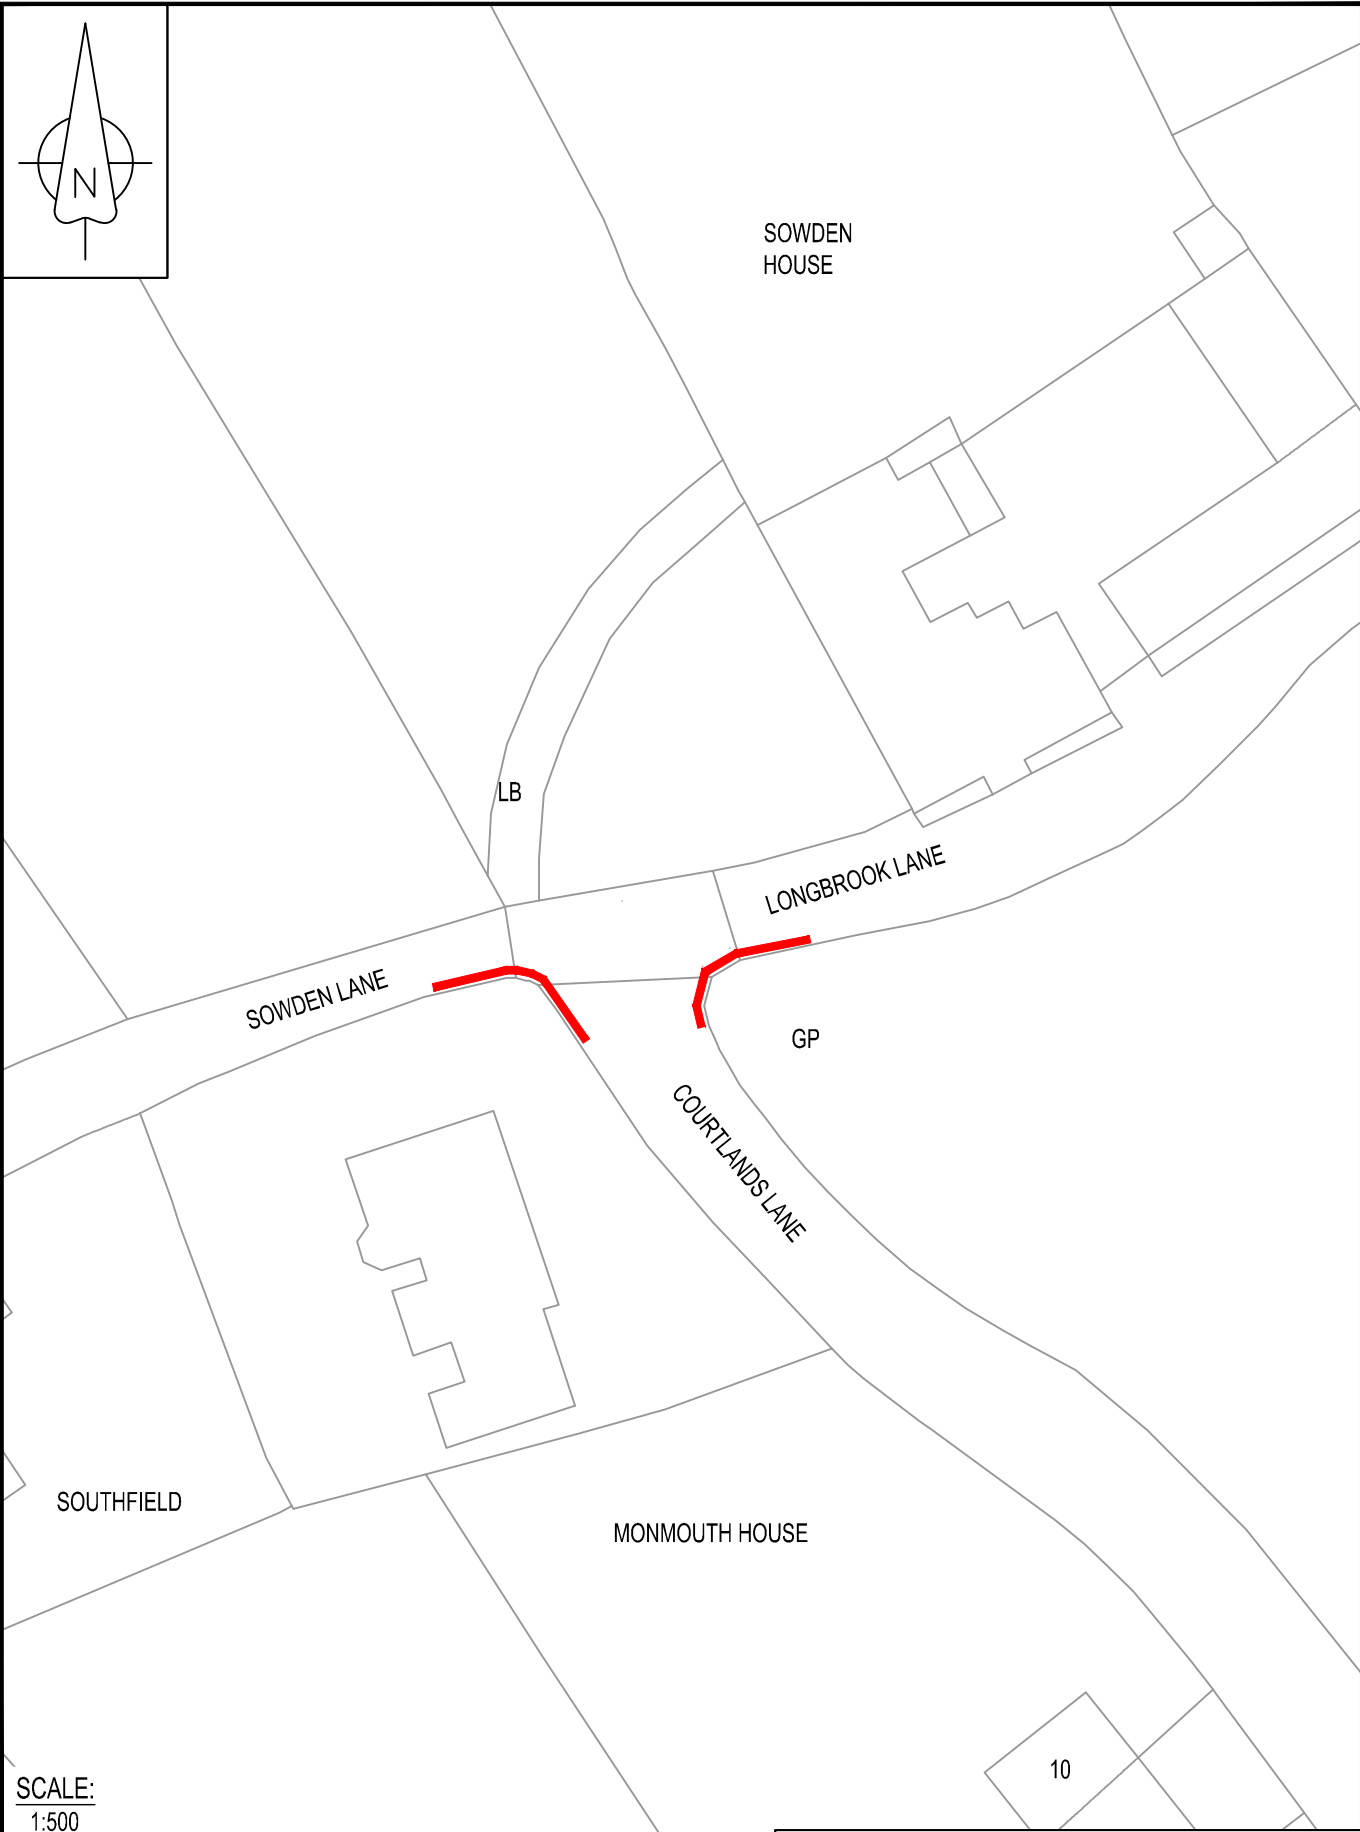 N
SOWDEN
HOUSE
LB
LONGBROOK LANE
SOWDEN LANE
GP
COURTLANDS LANE
SOUTHFIELD
MONMOUTH HOUSE
10
SCALE:
1:500